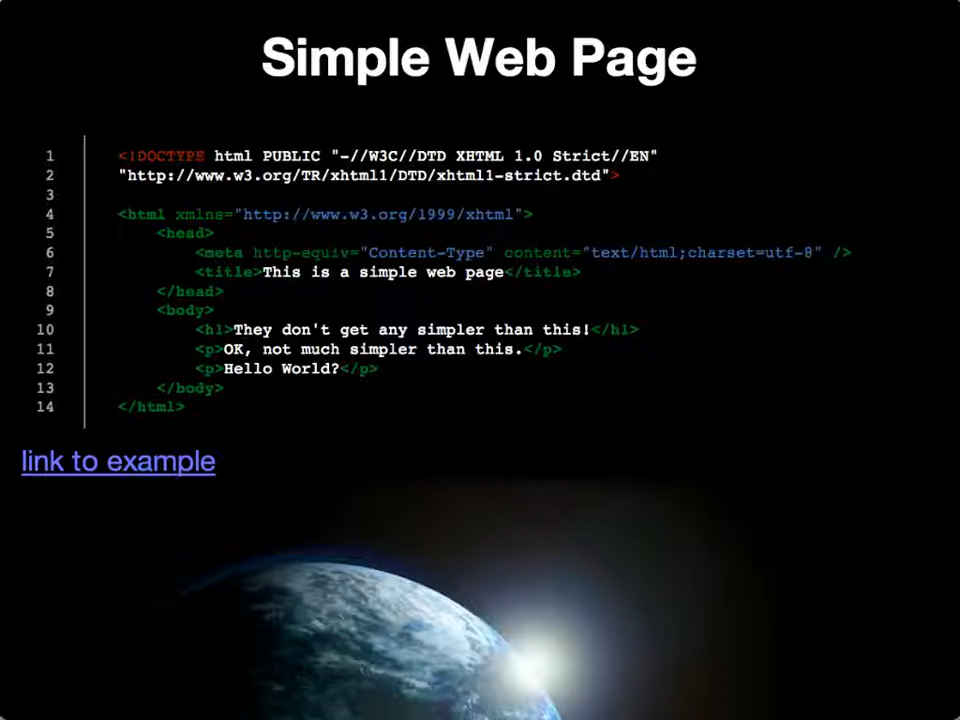 Simple Web Page
1 <!DOCTYPE html PUBLIC "-//W3C//DTD XHTML 1.0 Strict//EN"
2 "http://www.w3.org/TR/xhtml1/DTD/xhtml1-strict.dtd">
3
4 <html xmlns="http://www.w3.org/1999/xhtml">
5 <head>
6 <meta http-equiv="Content-Type" content="text/html;charset=utf-8" />
7 <title>This is a simple web page</title>
8 </head>
9 <body>
10 <h1>They don't get any simpler than this!</h1>
11 <p>OK, not much simpler than this.</p>
12 <p>Hello World?</p>
13 </body>
14 </html>
link to example